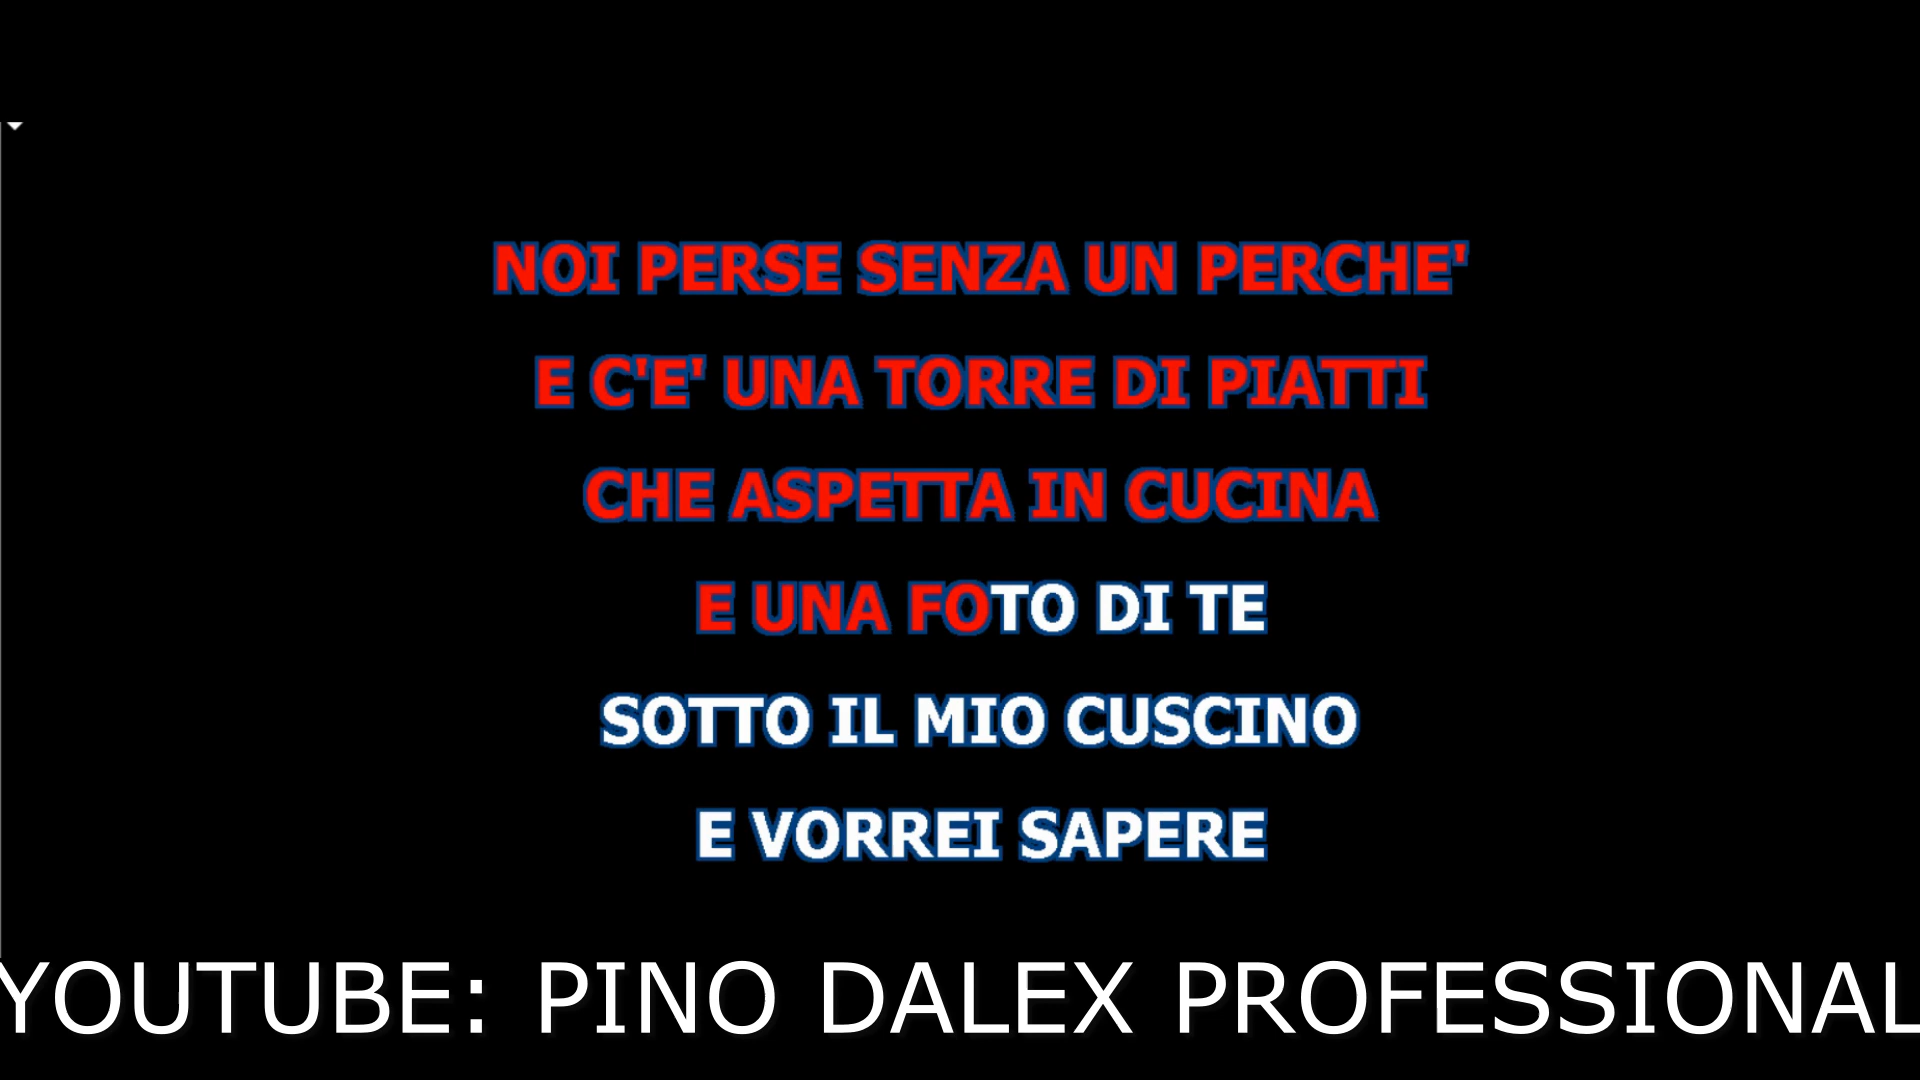 NOI PERSE SENZA UN PERCHE'
E C'E' UNA TORRE DI PIATTI
CHE ASPETTA IN CUCINA
E UNA FOTO DI TE
SOTTO IL MIO CUSCINO
E VORREI SAPERE
YOUTUBE: PINO DALEX PROFESSIONAL